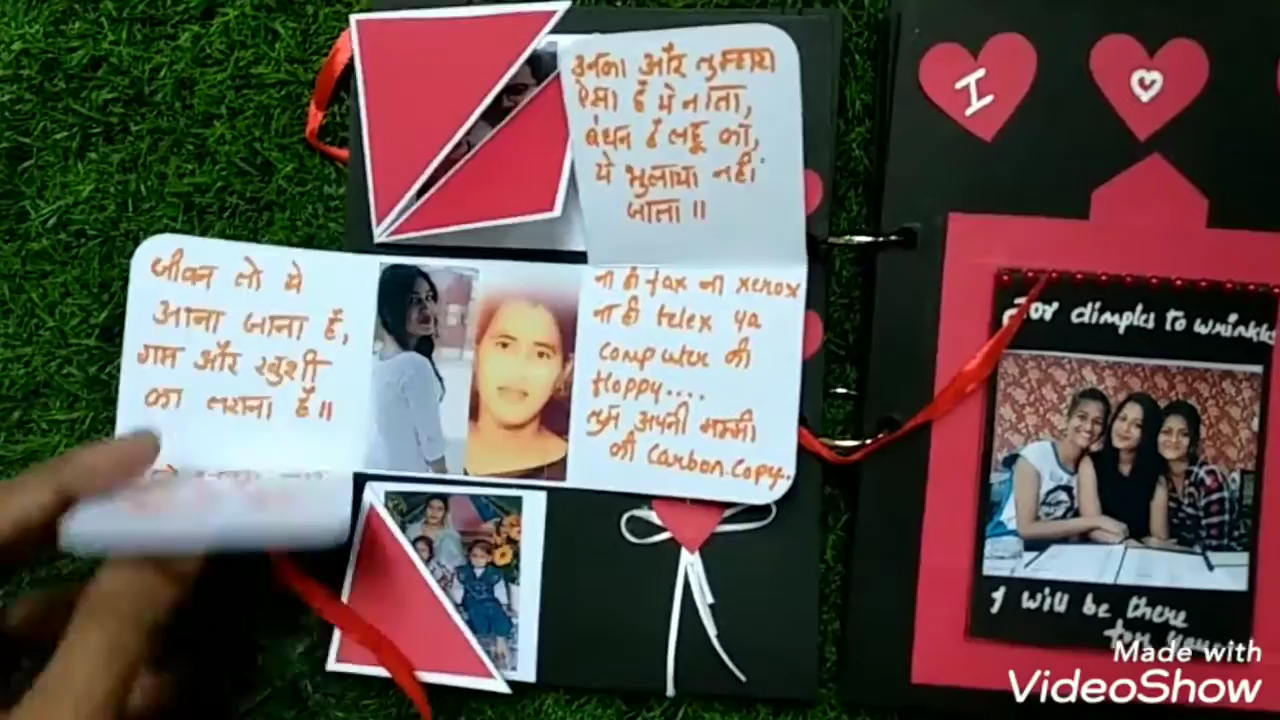 उनका और तुम्हारा
ऐसा है ये नाता,
बंधन है लहू का,
ये भुलाया नहीं
जाता ॥
जीवन तो ये
आना जाना है,
गम और खुशी
का तराना है॥
ना ही fax ना xerox
ना ही telex ya
computer की
floppy....
तुम अपनी मम्मी
की Carbon Copy..
I
for dimples to wrinkles
I will be there
for you
Made with
VideoShow